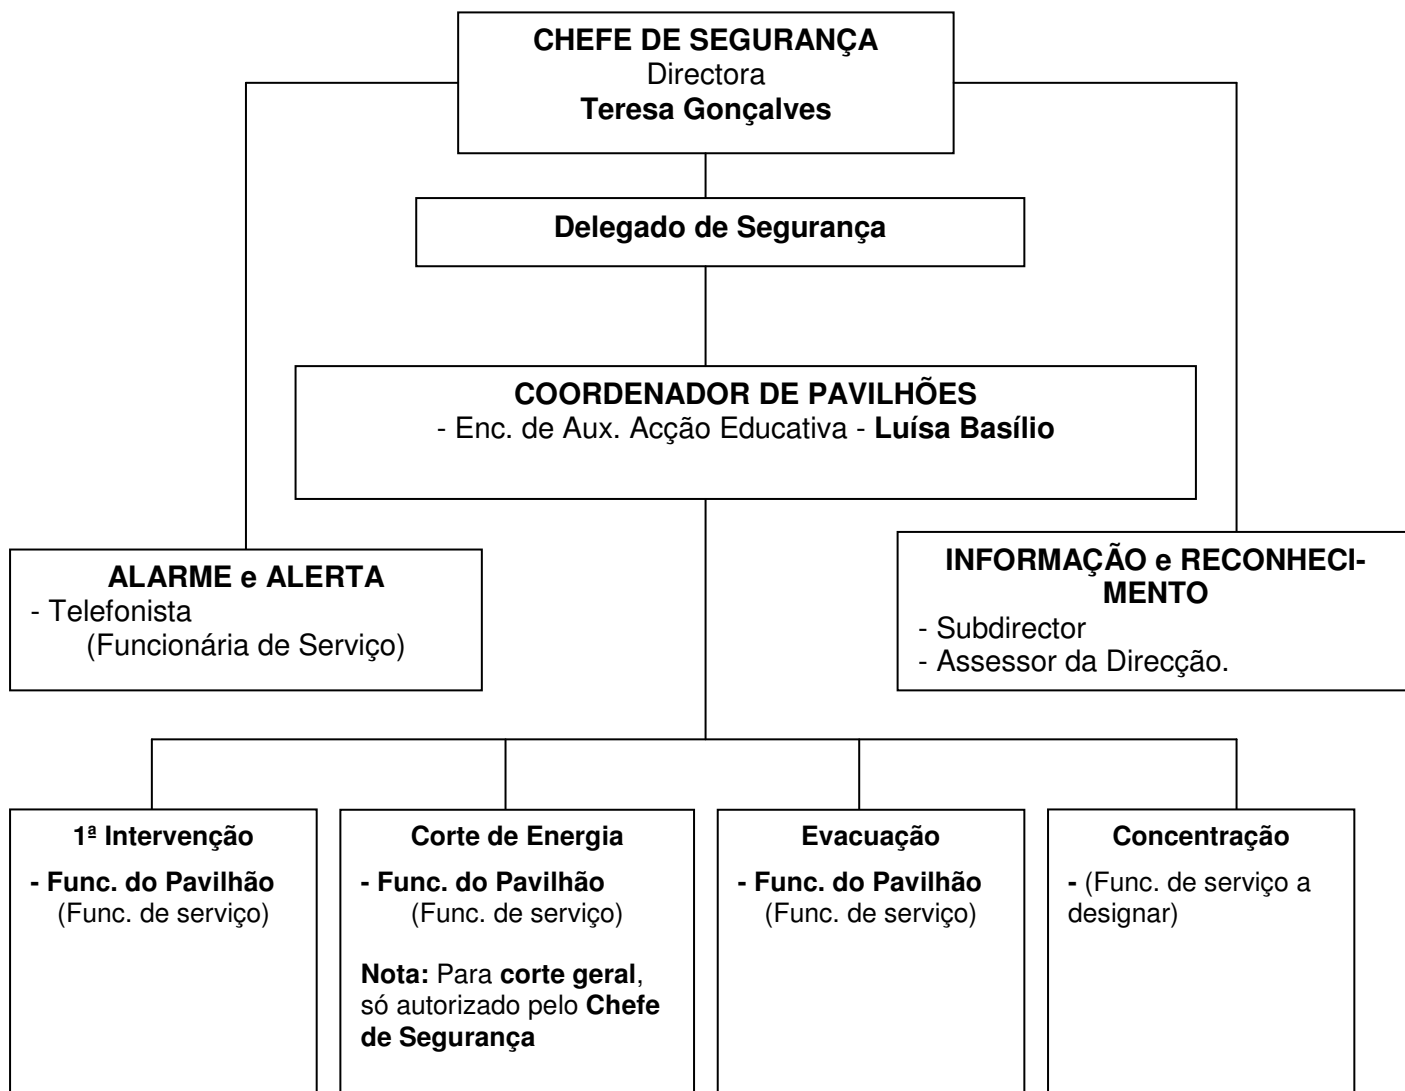 CHEFE DE SEGURANÇA
Directora
Teresa Gonçalves
Delegado de Segurança
COORDENADOR DE PAVILHÕES
- Enc. de Aux. Acção Educativa - Luísa Basílio
ALARME e ALERTA
- Telefonista
(Funcionária de Serviço)
INFORMAÇÃO e RECONHECI-
MENTO
- Subdirector
- Assessor da Direcção.
1ª Intervenção
- Func. do Pavilhão
(Func. de serviço)
Corte de Energia
- Func. do Pavilhão
(Func. de serviço)
Nota: Para corte geral,
só autorizado pelo Chefe
de Segurança
Evacuação
- Func. do Pavilhão
(Func. de serviço)
Concentração
- (Func. de serviço a
designar)